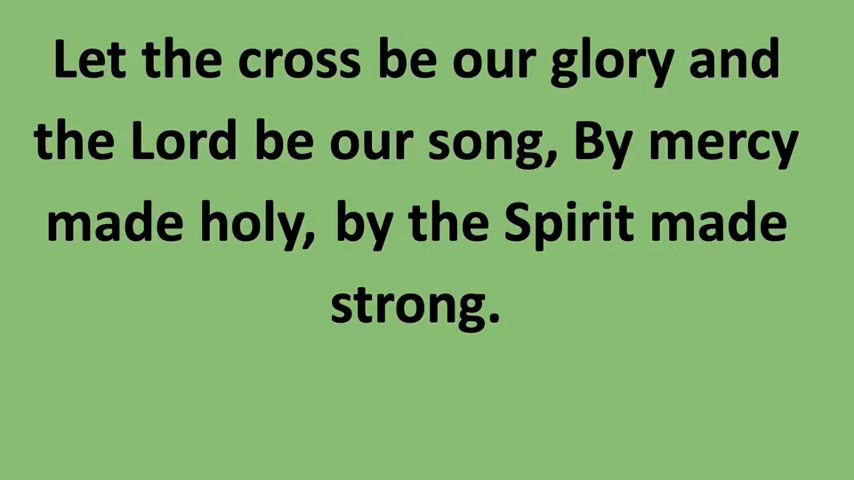 Let the cross be our glory and
the Lord be our song, By mercy
made holy, by the Spirit made
strong.